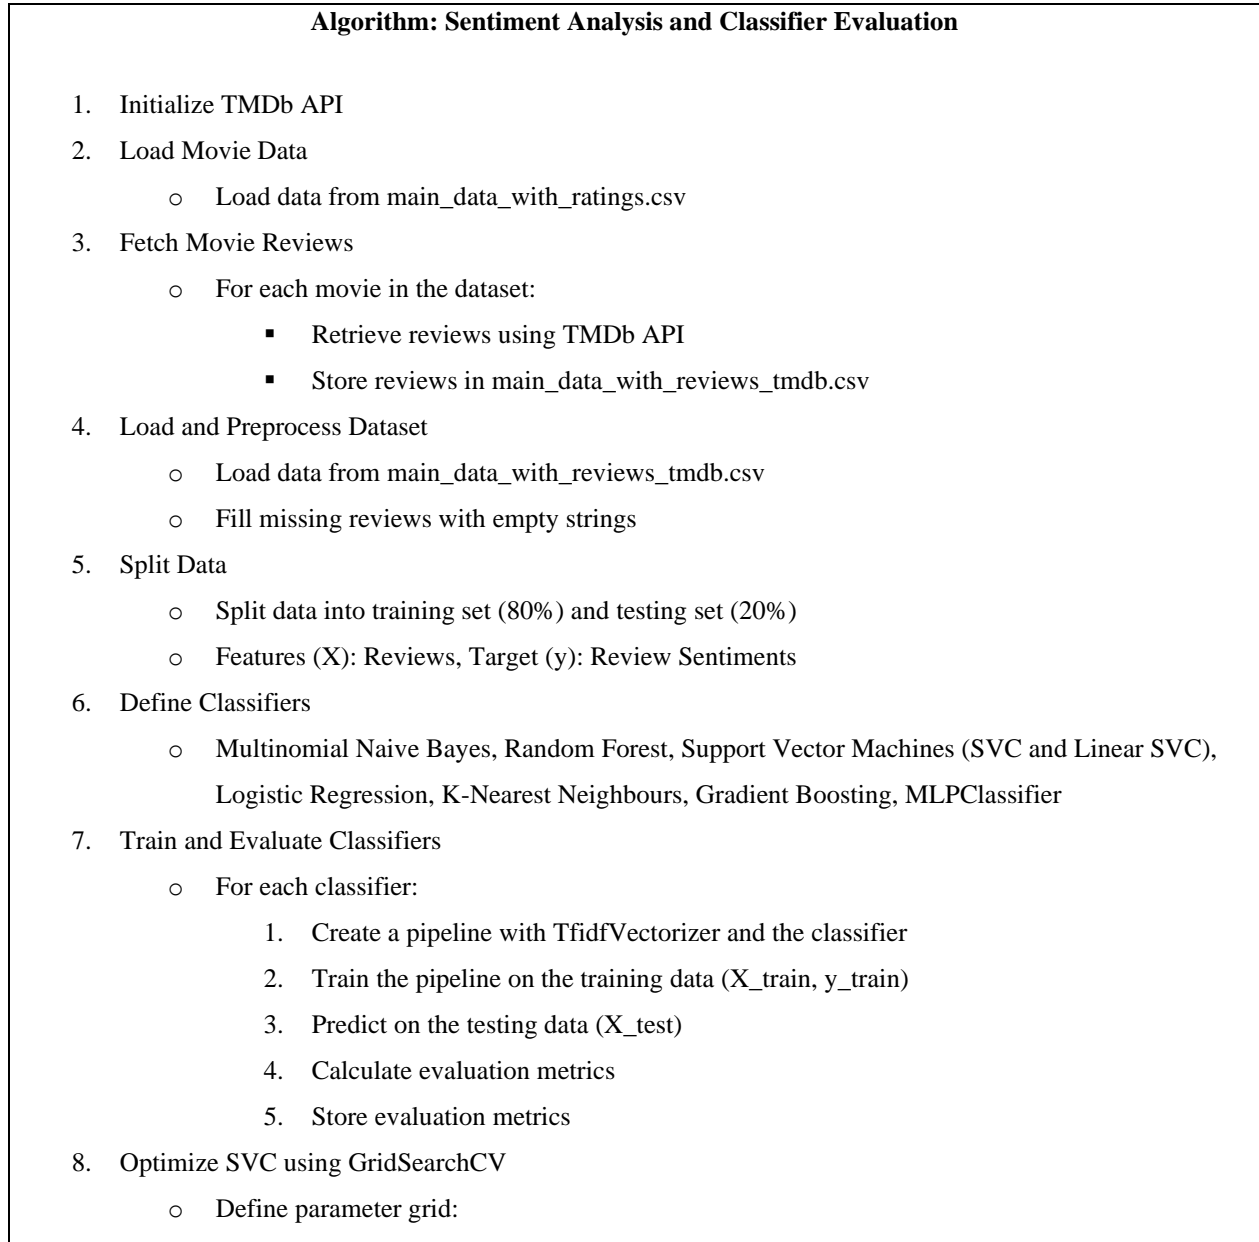 Algorithm: Sentiment Analysis and Classifier Evaluation
1. Initialize TMDb API
2. Load Movie Data
o Load data from main_data_with_ratings.csv
3. Fetch Movie Reviews
o For each movie in the dataset:
▪ Retrieve reviews using TMDb API
▪ Store reviews in main_data_with_reviews_tmdb.csv
4. Load and Preprocess Dataset
o Load data from main_data_with_reviews_tmdb.csv
o Fill missing reviews with empty strings
5. Split Data
o Split data into training set (80%) and testing set (20%)
o Features (X): Reviews, Target (y): Review Sentiments
6. Define Classifiers
o Multinomial Naive Bayes, Random Forest, Support Vector Machines (SVC and Linear SVC),
Logistic Regression, K-Nearest Neighbours, Gradient Boosting, MLPClassifier
7. Train and Evaluate Classifiers
o For each classifier:
1. Create a pipeline with TfidfVectorizer and the classifier
2. Train the pipeline on the training data (X_train, y_train)
3. Predict on the testing data (X_test)
4. Calculate evaluation metrics
5. Store evaluation metrics
8. Optimize SVC using GridSearchCV
o Define parameter grid: